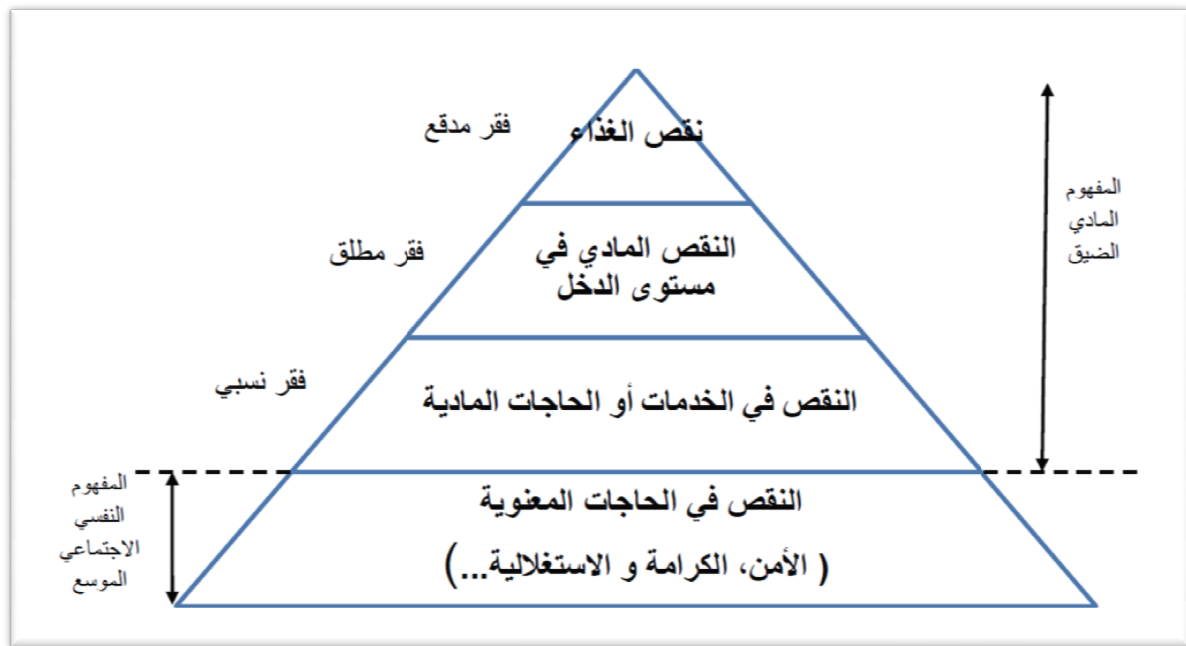 نقص الغذاء
فقر مدقع
المفهوم
المادي
الضيق
النقص المادي في
مستوى الدخل
فقر مطلق
النقص في الخدمات أو الحاجات المادية
فقر نسبي
النقص في الحاجات المعنوية
( الأمن، الكرامة و الاستغلالية...)
المفهوم
النفسي
الاجتماعي
الموسع